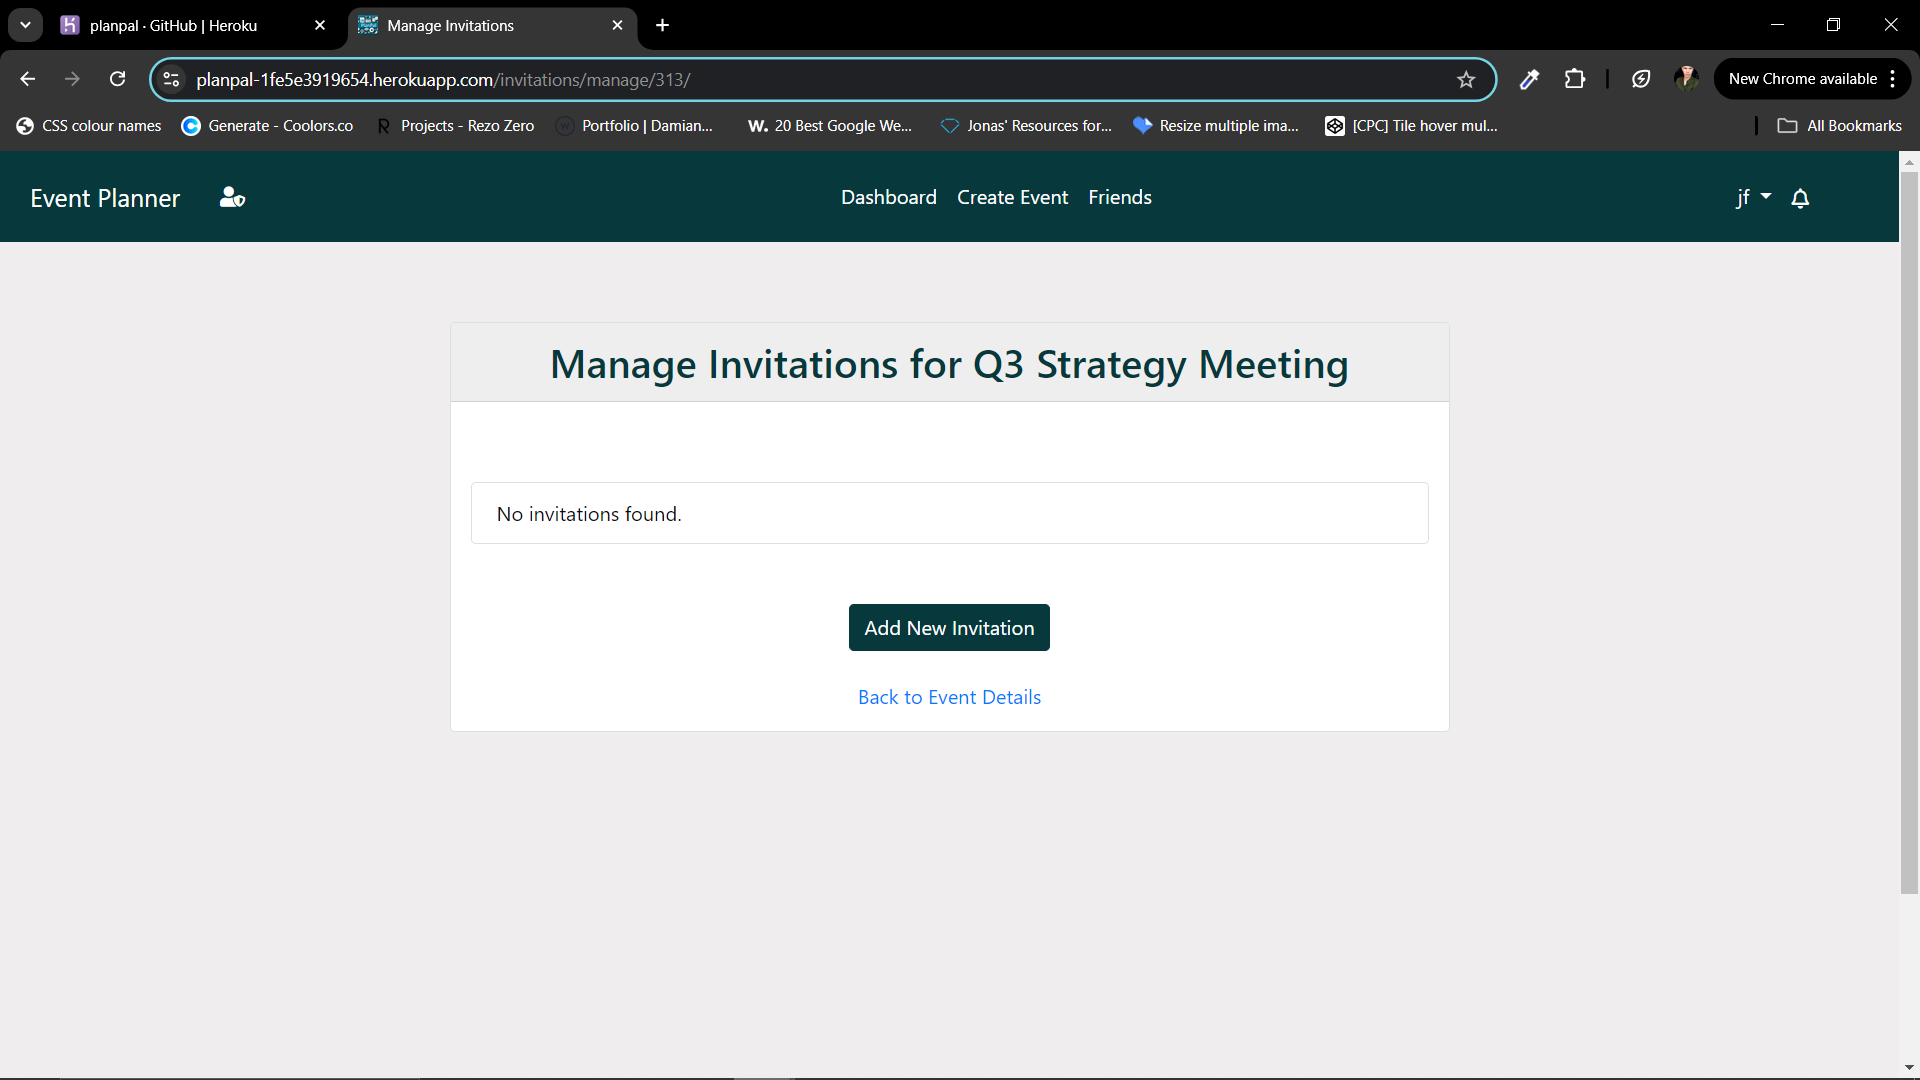 planpal · GitHub | Heroku
Manage Invitations
planpal-1fe5e3919654.herokuapp.com/invitations/manage/313/
New Chrome available
CSS colour names
Generate - Coolors.co
Projects - Rezo Zero
Portfolio | Damian...
W. 20 Best Google We...
Jonas' Resources for...
Resize multiple ima...
[CPC] Tile hover mul...
All Bookmarks
Event Planner
Dashboard
Create Event
Friends
jf
Manage Invitations for Q3 Strategy Meeting
No invitations found.
Add New Invitation
Back to Event Details